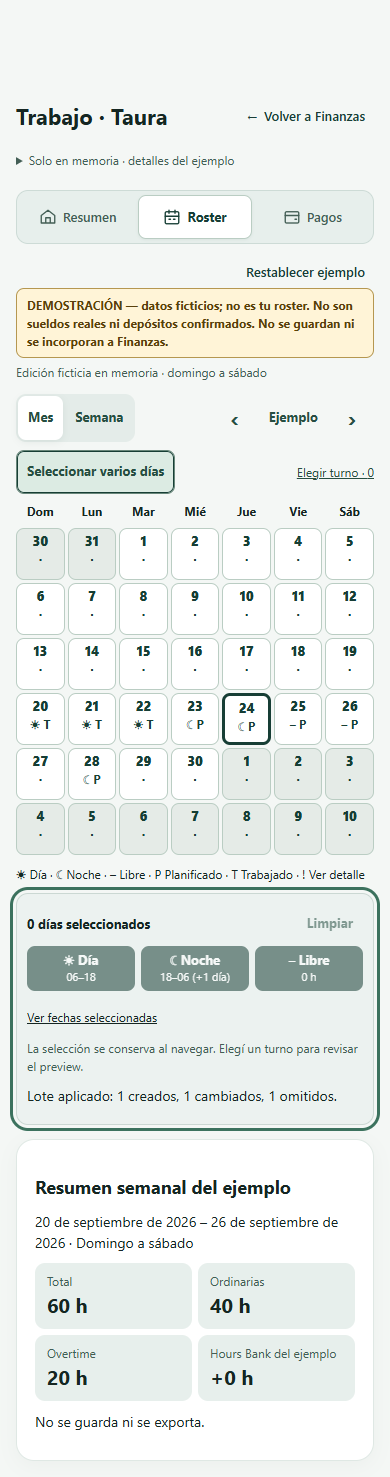 Trabajo · Taura
← Volver a Finanzas
▶ Solo en memoria · detalles del ejemplo
Resumen
Roster
Pagos
Restablecer ejemplo
DEMOSTRACIÓN — datos ficticios; no es tu roster. No son
sueldos reales ni depósitos confirmados. No se guardan ni
se incorporan a Finanzas.
Edición ficticia en memoria · domingo a sábado
Mes Semana ‹ Ejemplo ›
Seleccionar varios días
Elegir turno · 0
Dom Lun Mar Mié Jue Vie Sáb
30 31 1 2 3 4 5
· · · · · · ·
6 7 8 9 10 11 12
· · · · · · ·
13 14 15 16 17 18 19
· · · · · · ·
20 21 22 23 24 25 26
☀ T ☀ T ☀ T ☾ P ☾ P – P – P
27 28 29 30 1 2 3
· ☾ P · · · · ·
4 5 6 7 8 9 10
· · · · · · ·
☀ Día · ☾ Noche · – Libre · P Planificado · T Trabajado · ! Ver detalle
0 días seleccionados
Limpiar
☀ Día ☾ Noche – Libre
06–18 18–06 (+1 día) 0 h
Ver fechas seleccionadas
La selección se conserva al navegar. Elegí un turno para revisar
el preview.
Lote aplicado: 1 creados, 1 cambiados, 1 omitidos.
Resumen semanal del ejemplo
20 de septiembre de 2026 – 26 de septiembre de
2026 · Domingo a sábado
Total
60 h
Ordinarias
40 h
Overtime
20 h
Hours Bank del ejemplo
+0 h
No se guarda ni se exporta.